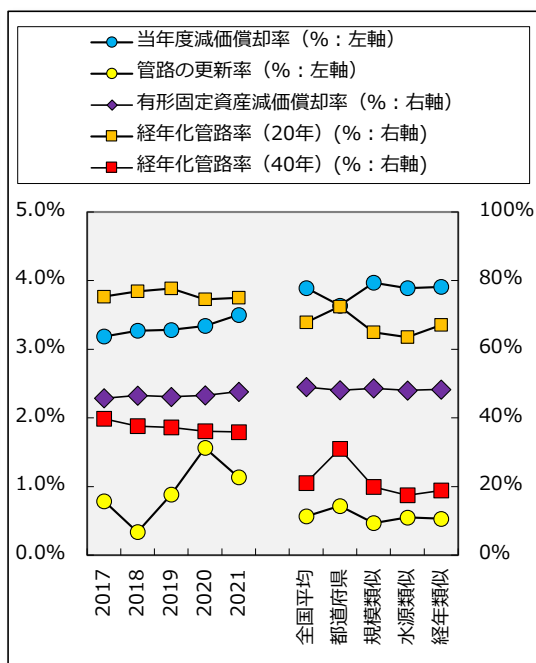 当年度減価償却率（%：左軸）
管路の更新率（%：左軸）
有形固定資産減価償却率（%：右軸）
経年化管路率（20年）(%：右軸)
経年化管路率（40年）(%：右軸)
5.0%
100%
4.0%
80%
3.0%
60%
2.0%
40%
1.0%
20%
0.0%
0%
2017
2018
2019
2020
2021
全国平均
都道府県
規模類似
水源類似
経年類似